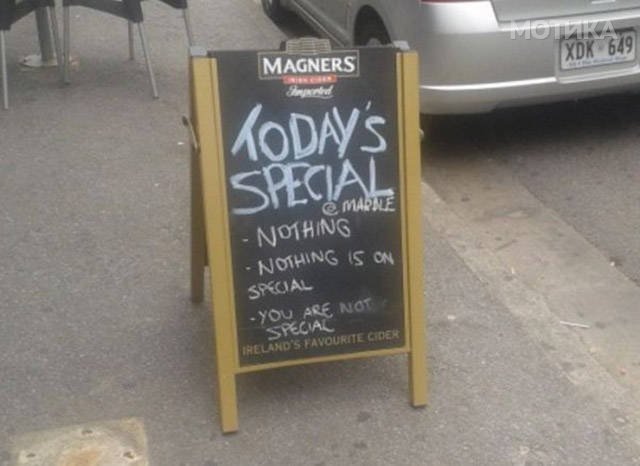 МОТИКА
XDK 649
MAGNERS
IRISH CIDER
Imported
TODAY'S
SPECIAL
@ MARBLE
- NOTHING
- NOTHING IS ON
SPECIAL
- YOU ARE NOT
SPECIAL
IRELAND'S FAVOURITE CIDER